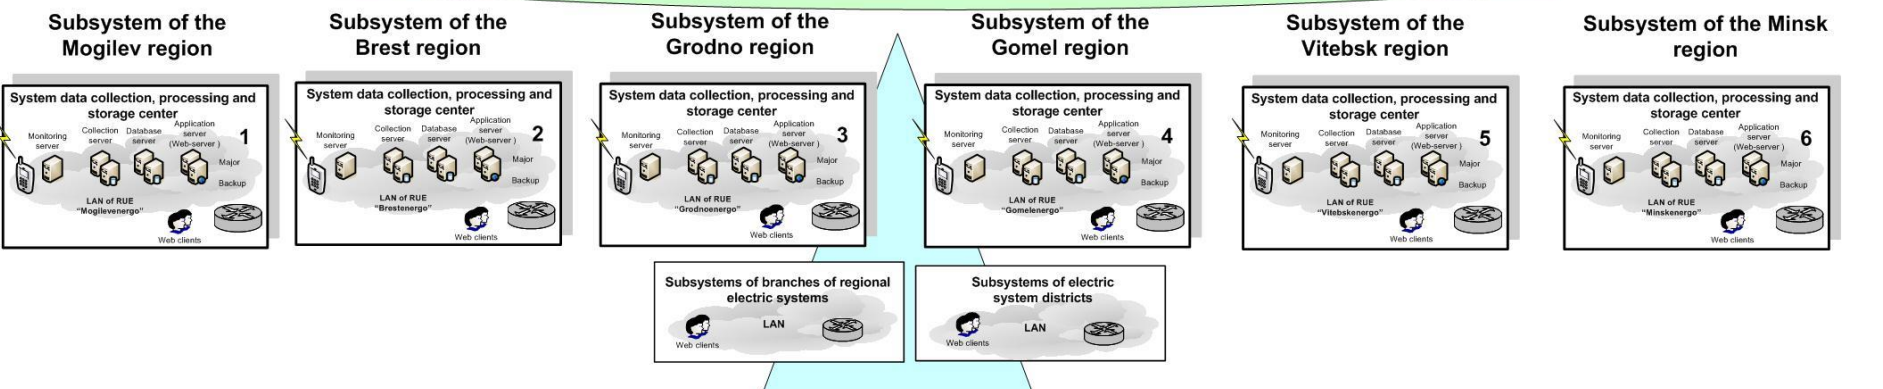 Subsystem of the
Mogilev region
System data collection, processing and
storage center
1
Monitoring
server
Collection
server
Database
server
Application
server
(Web-server )
Major
Backup
LAN of RUE
“Mogilevenergo”
Web clients
Subsystem of the
Brest region
System data collection, processing and
storage center
2
Monitoring
server
Collection
server
Database
server
Application
server
(Web-server )
Major
Backup
LAN of RUE
“Brestenergo”
Web clients
Subsystem of the
Grodno region
System data collection, processing and
storage center
3
Monitoring
server
Collection
server
Database
server
Application
server
(Web-server )
Major
Backup
LAN of RUE
“Grodnoenergo”
Web clients
Subsystem of the
Gomel region
System data collection, processing and
storage center
4
Monitoring
server
Collection
server
Database
server
Application
server
(Web-server )
Major
Backup
LAN of RUE
“Gomelenergo”
Web clients
Subsystem of the
Vitebsk region
System data collection, processing and
storage center
5
Monitoring
server
Collection
server
Database
server
Application
server
(Web-server )
Major
Backup
LAN of RUE
“Vitebskenergo”
Web clients
Subsystem of the Minsk
region
System data collection, processing and
storage center
6
Monitoring
server
Collection
server
Database
server
Application
server
(Web-server )
Major
Backup
LAN of RUE
“Minskenergo”
Web clients
Subsystems of branches of regional
electric systems
LAN
Web clients
Subsystems of electric
system districts
LAN
Web clients